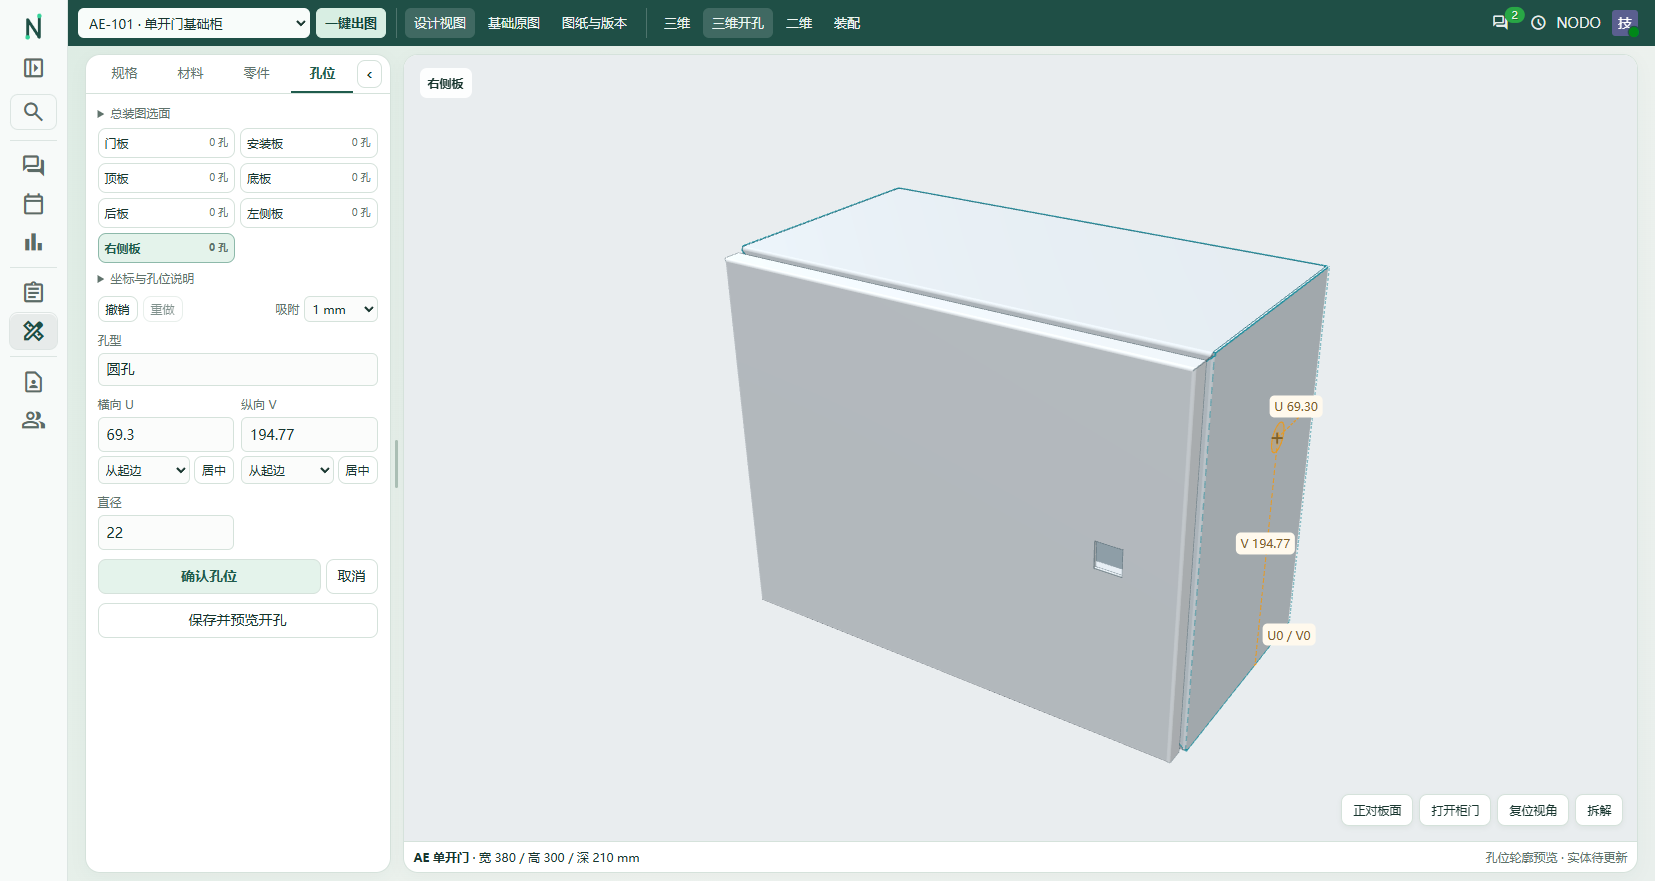 N
AE-101 · 单开门基础柜
一键出图
设计视图
基础原图
图纸与版本
三维
三维开孔
二维
装配
2
NODO
技
规格
材料
零件
孔位
‹
▶ 总装图选面
门板 0 孔
安装板 0 孔
顶板 0 孔
底板 0 孔
后板 0 孔
左侧板 0 孔
右侧板 0 孔
▶ 坐标与孔位说明
撤销
重做
吸附
1 mm
孔型
圆孔
横向 U
纵向 V
69.3
194.77
从起边
居中
从起边
居中
直径
22
确认孔位
取消
保存并预览开孔
右侧板
U 69.30
V 194.77
U0 / V0
正对板面
打开柜门
复位视角
拆解
AE 单开门 · 宽 380 / 高 300 / 深 210 mm
孔位轮廓预览 · 实体待更新